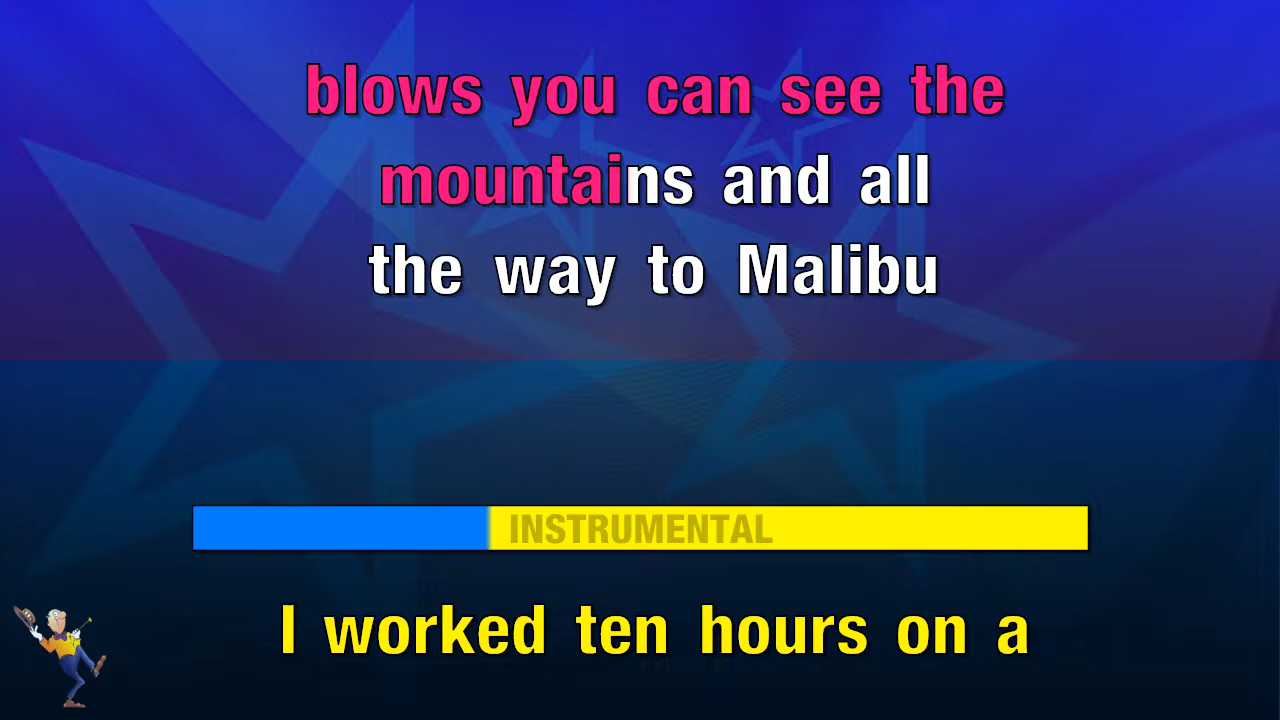 blows you can see the
mountains and all
the way to Malibu
INSTRUMENTAL
I worked ten hours on a